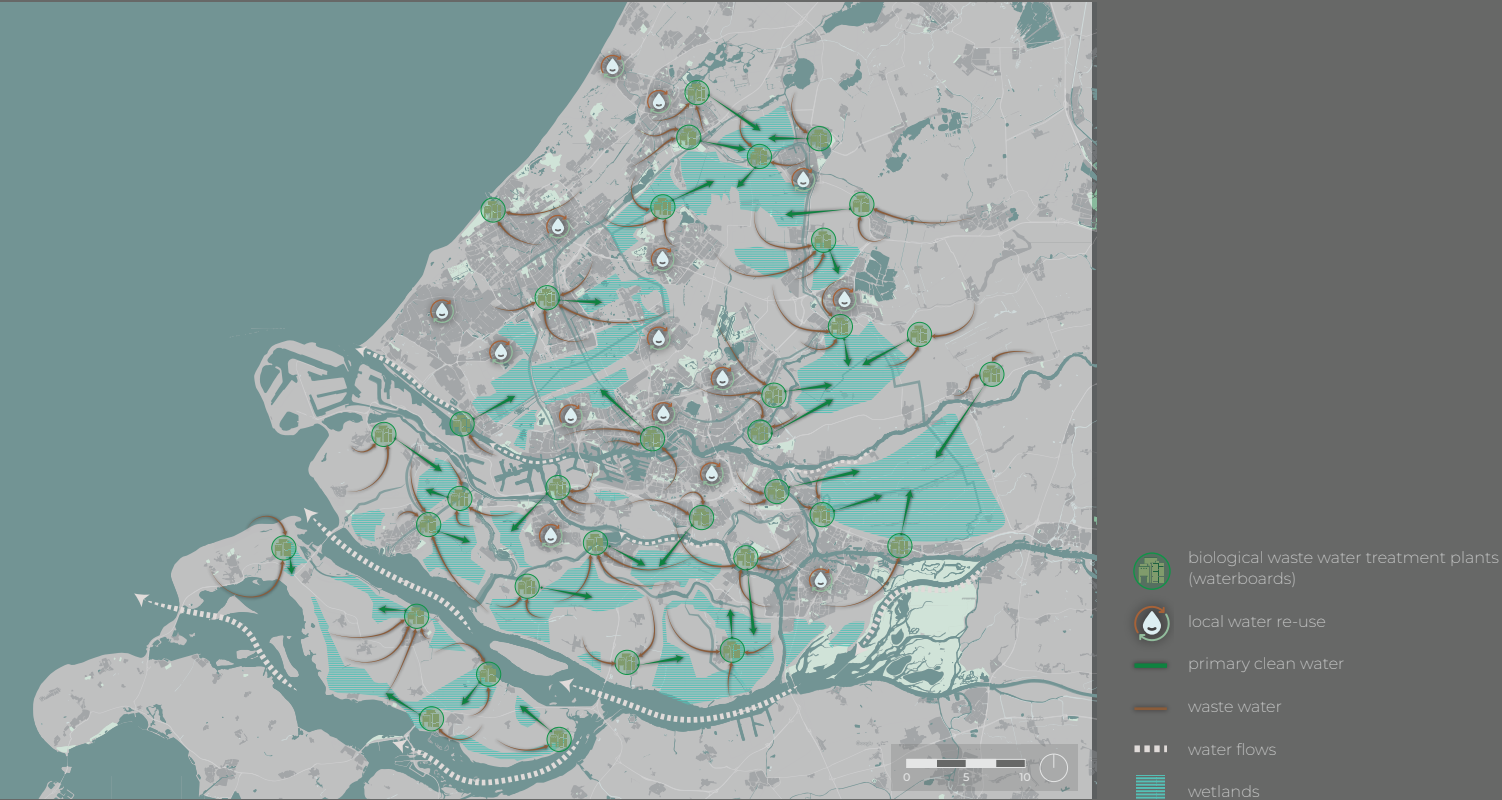 biological waste water treatment plants
(waterboards)
local water re-use
primary clean water
waste water
water flows
wetlands
0 5 10